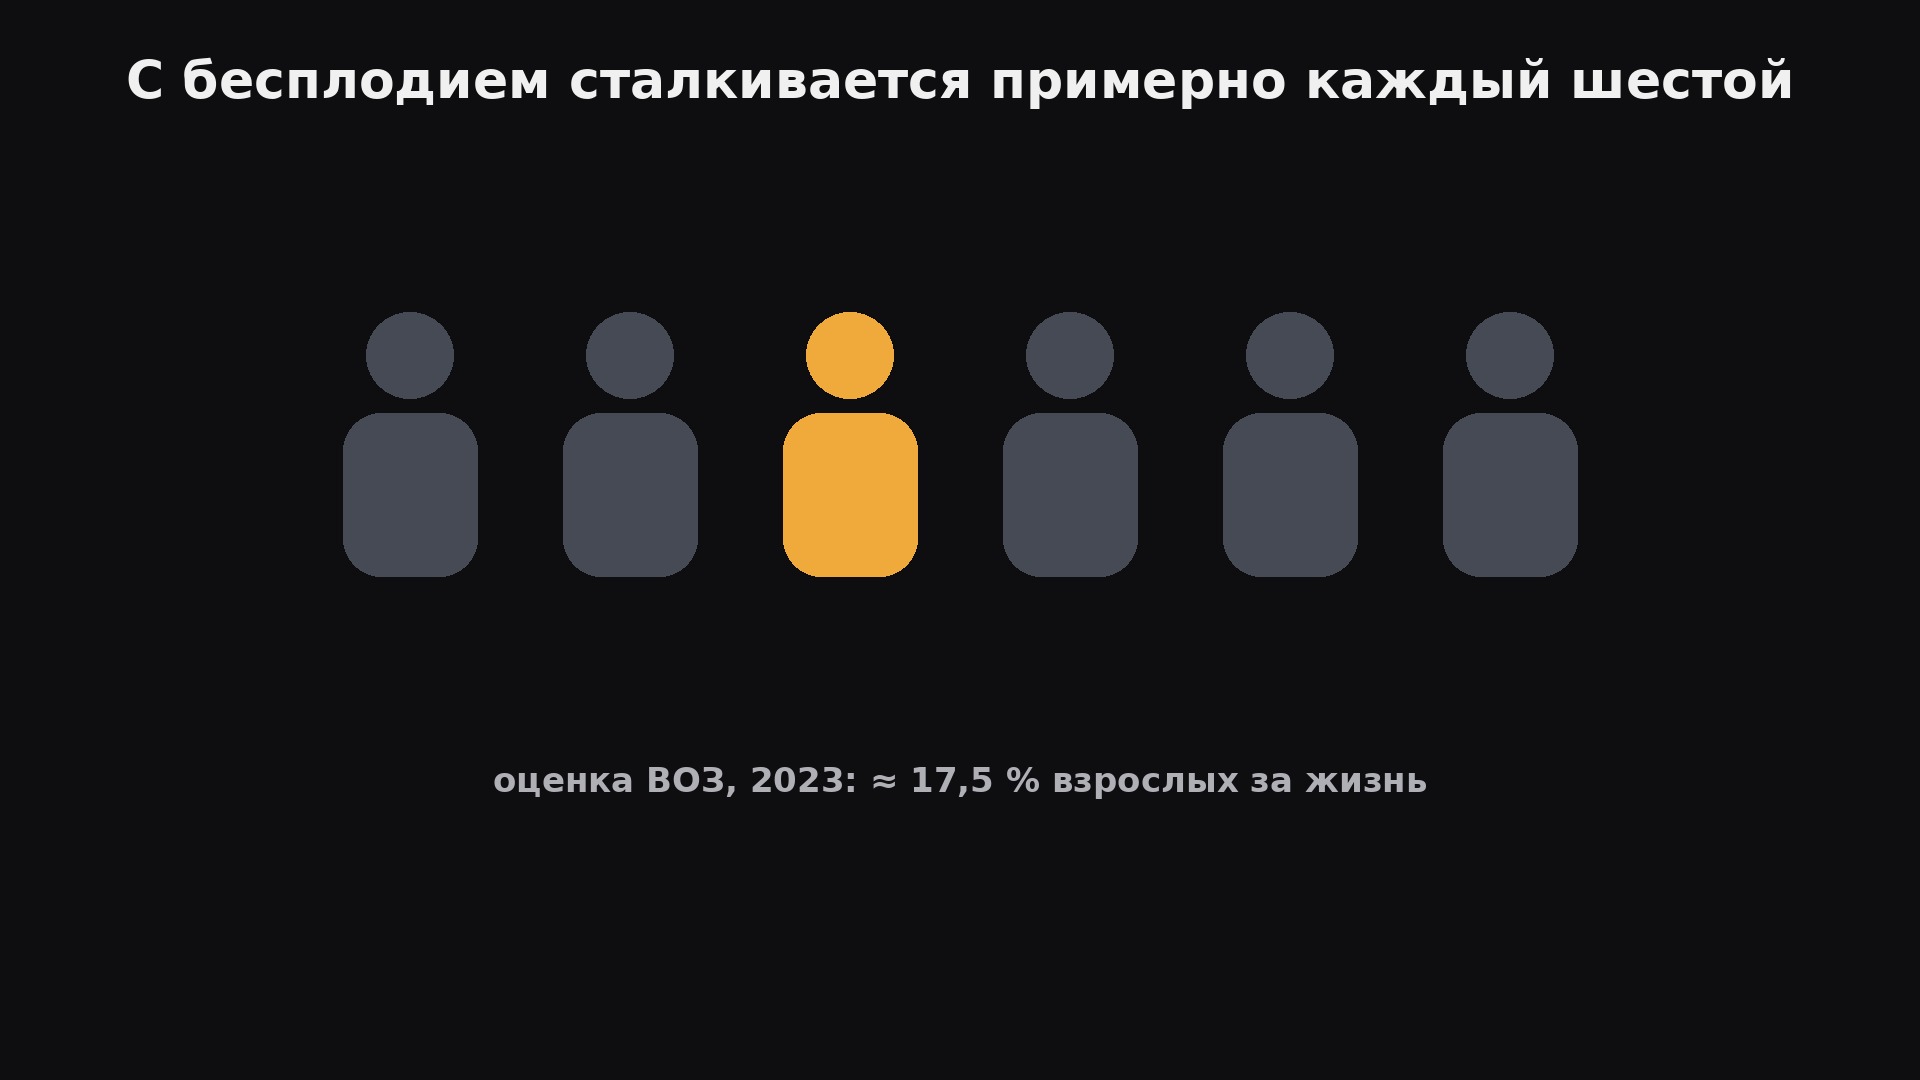 С бесплодием сталкивается примерно каждый шестой
оценка ВОЗ, 2023: ≈ 17,5 % взрослых за жизнь